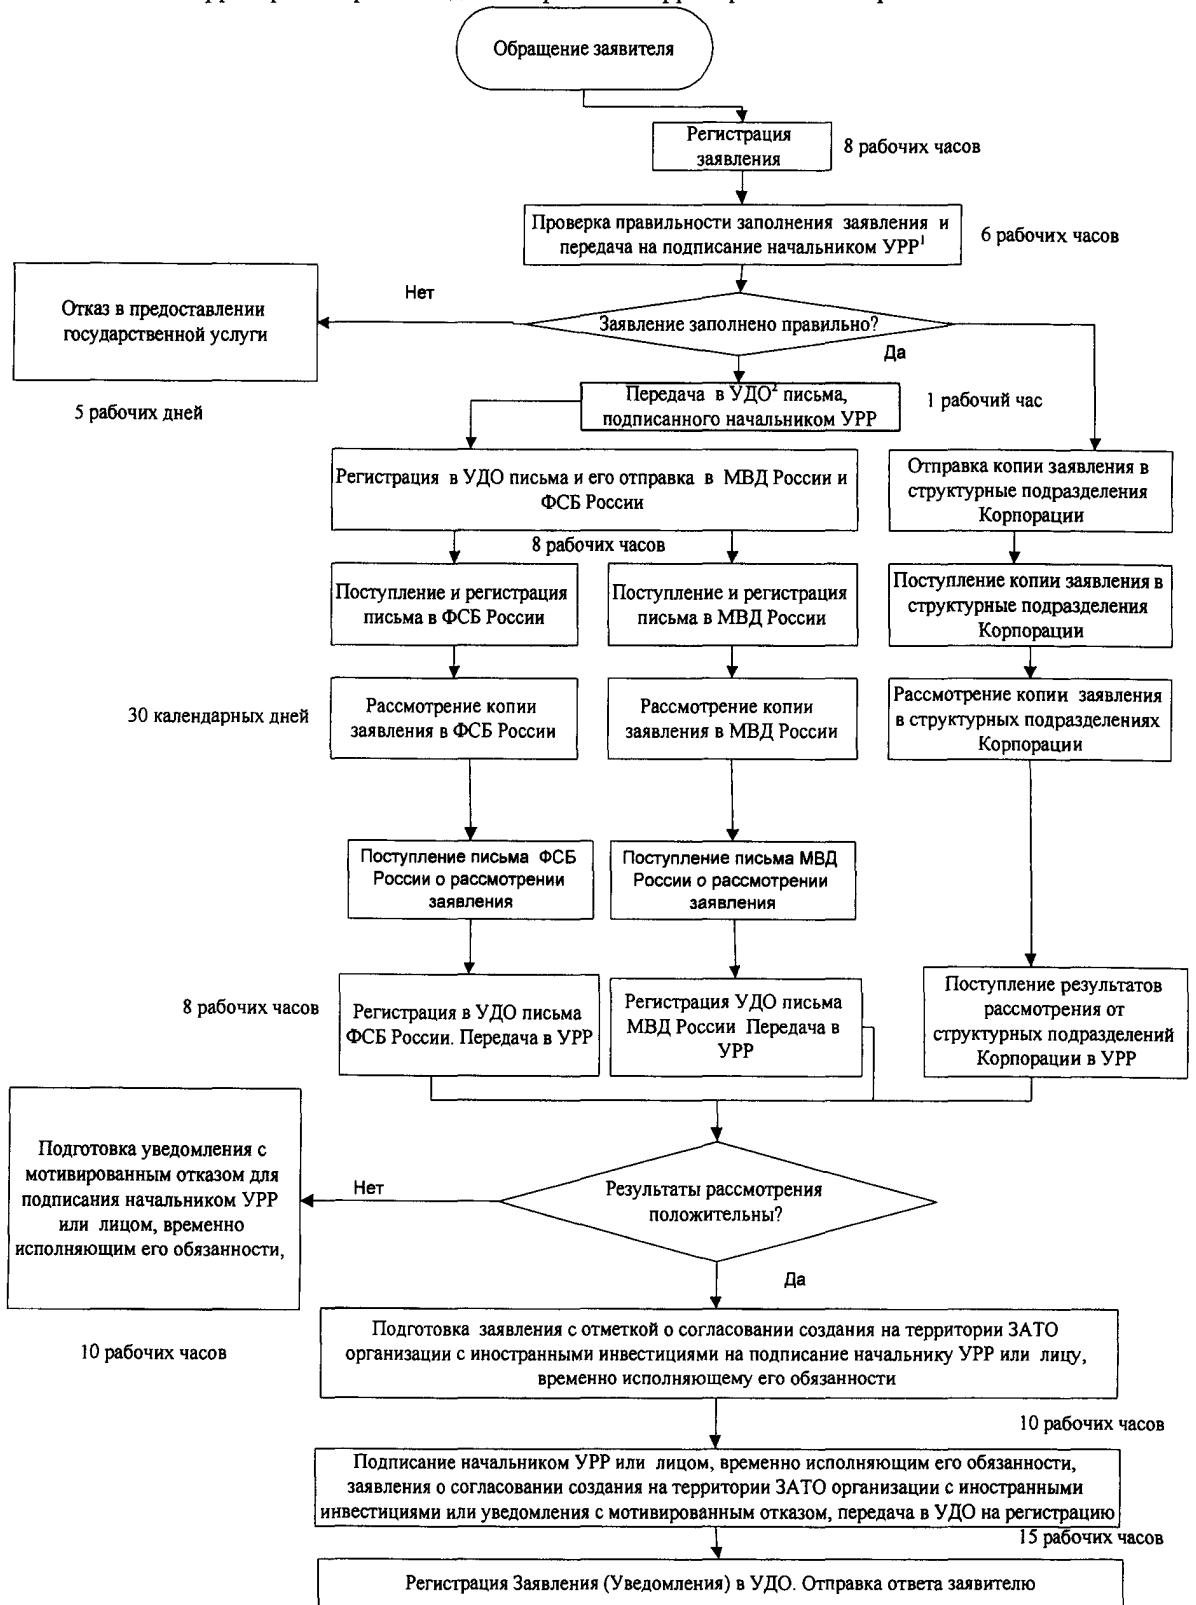 Обращение заявителя
Регистрация
заявления
8 рабочих часов
Проверка правильности заполнения заявления и
передача на подписание начальником УРР1
6 рабочих часов
Нет
Отказ в предоставлении
государственной услуги
Заявление заполнено правильно?
Да
5 рабочих дней
Передача в УДО2 письма,
подписанного начальником УРР
1 рабочий час
Регистрация в УДО письма и его отправка в МВД России и
ФСБ России
Отправка копии заявления в
структурные подразделения
Корпорации
8 рабочих часов
Поступление и регистрация
письма в ФСБ России
Поступление и регистрация
письма в МВД России
Поступление копии заявления в
структурные подразделения
Корпорации
30 календарных дней
Рассмотрение копии
заявления в ФСБ России
Рассмотрение копии
заявления в МВД России
Рассмотрение копии заявления
в структурных подразделениях
Корпорации
Поступление письма ФСБ
России о рассмотрении
заявления
Поступление письма МВД
России о рассмотрении
заявления
8 рабочих часов
Регистрация в УДО письма
ФСБ России. Передача в УРР
Регистрация УДО письма
МВД России Передача в
УРР
Поступление результатов
рассмотрения от
структурных подразделений
Корпорации в УРР
Подготовка уведомления с
мотивированным отказом для
подписания начальником УРР
или лицом, временно
исполняющим его обязанности,
Нет
Результаты рассмотрения
положительны?
Да
10 рабочих часов
Подготовка заявления с отметкой о согласовании создания на территории ЗАТО
организации с иностранными инвестициями на подписание начальнику УРР или лицу,
временно исполняющему его обязанности
10 рабочих часов
Подписание начальником УРР или лицом, временно исполняющим его обязанности,
заявления о согласовании создания на территории ЗАТО организации с иностранными
инвестициями или уведомления с мотивированным отказом, передача в УДО на регистрацию
15 рабочих часов
Регистрация Заявления (Уведомления) в УДО. Отправка ответа заявителю